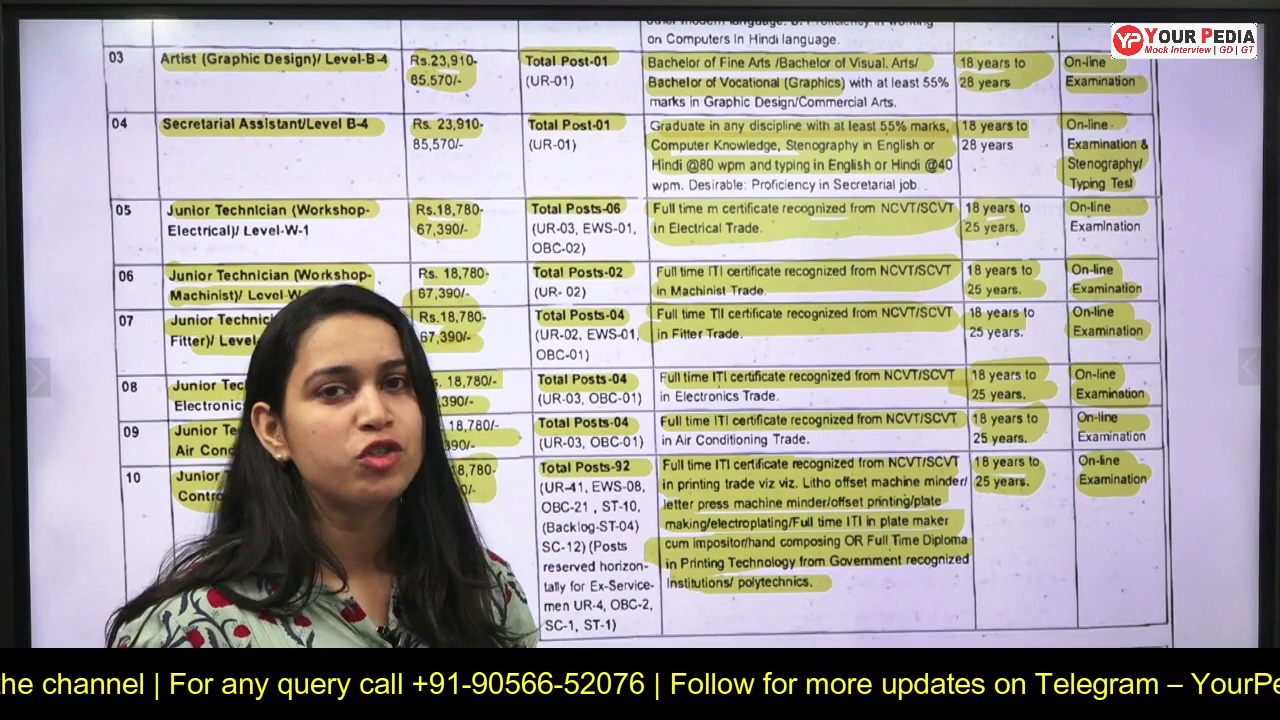 YP YOUR PEDIA
Mock Interview | GD | GT
on Computers In Hindi language.
03 Artist (Graphic Design)/ Level-B-4 Rs.23,910- Total Post-01 Bachelor of Fine Arts /Bachelor of Visual. Arts/ 18 years to On-line
85,570/- (UR-01) Bachelor of Vocational (Graphics) with at least 55% 28 years Examination
marks in Graphic Design/Commercial Arts.
04 Secretarial Assistant/Level B-4 Rs. 23,910- Total Post-01 Graduate in any discipline with at least 55% marks, 18 years to On-line
85,570/- (UR-01) Computer Knowledge, Stenography in English or 28 years Examination &
Hindi @80 wpm and typing in English or Hindi @40 Stenography/
wpm. Desirable: Proficiency in Secretarial job. Typing Test
05 Junior Technician (Workshop- Rs.18,780- Total Posts-06 Full time m certificate recognized from NCVT/SCVT 18 years to On-line
Electrical)/ Level-W-1 67,390/- (UR-03, EWS-01, in Electrical Trade. 25 years. Examination
OBC-02)
06 Junior Technician (Workshop- Rs. 18,780- Total Posts-02 Full time ITI certificate recognized from NCVT/SCVT 18 years to On-line
Machinist)/ Level-W 67,390/- (UR- 02) in Machinist Trade. 25 years. Examination
07 Junior Technici Rs.18,780- Total Posts-04 Full time TII certificate recognized from NCVT/SCVT 18 years to On-line
Fitter)/ Level- 67,390/- (UR-02, EWS-01, in Fitter Trade. 25 years. Examination
OBC-01)
08 Junior Tec s. 18,780/- Total Posts-04 Full time ITI certificate recognized from NCVT/SCVT 18 years to On-line
Electronics ,390/- (UR-03, OBC-01) in Electronics Trade. 25 years. Examination
09 Junior Te 18,780/- Total Posts-04 Full time ITI certificate recognized from NCVT/SCVT 18 years to On-line
Air Cond 390/- (UR-03, OBC-01) in Air Conditioning Trade. 25 years. Examination
10 Junior 18,780- Total Posts-92 Full time ITI certificate recognized from NCVT/SCVT 18 years to On-line
Contro 0/- (UR-41, EWS-08, in printing trade viz viz. Litho offset machine minder/ 25 years. Examination
OBC-21 , ST-10, letter press machine minder/offset printing/plate
(Backlog-ST-04) making/electroplating/Full time ITI in plate maker
SC-12) (Posts cum impositor/hand composing OR Full Time Diploma
reserved horizon- in Printing Technology from Government recognized
tally for Ex-Service- Institutions/ polytechnics.
men UR-4, OBC-2,
SC-1, ST-1)
the channel | For any query call +91-90566-52076 | Follow for more updates on Telegram – YourPe